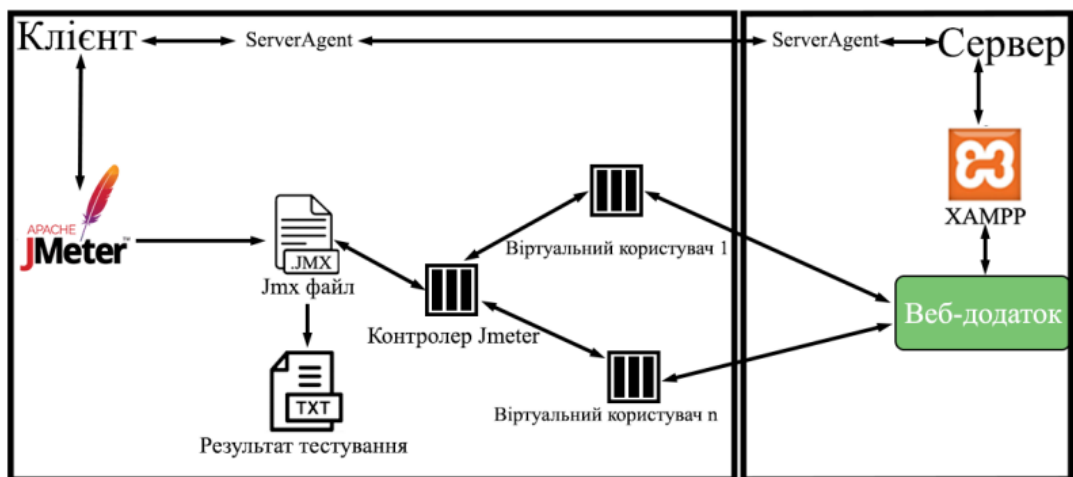 Клієнт
ServerAgent
ServerAgent
Сервер
APACHE
JMeter™
.JMX
Jmx файл
Віртуальний користувач 1
XAMPP
Контролер Jmeter
Веб-додаток
TXT
Віртуальний користувач n
Результат тестування